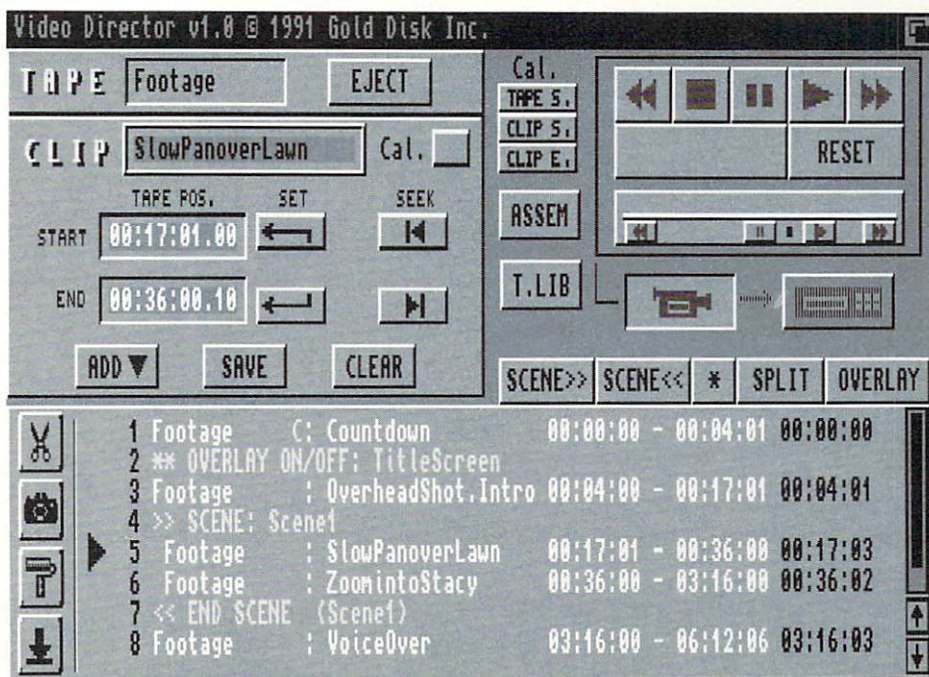 Video Director v1.0 © 1991 Gold Disk Inc.
TAPE Footage EJECT
CLIP SlowPanoverLawn Cal.
TAPE POS. SET SEEK
START 00:17:01.00
END 00:36:00.10
ADD▼ SAVE CLEAR
Cal.
TAPE S.
CLIP S.
CLIP E.
ASSEM
T.LIB
RESET
SCENE>> SCENE<< * SPLIT OVERLAY
1 Footage C: Countdown 00:00:00 - 00:04:01 00:00:00
2 ** OVERLAY ON/OFF: TitleScreen
3 Footage : OverheadShot.Intro 00:04:00 - 00:17:01 00:04:01
4 >> SCENE: Scene1
5 Footage : SlowPanoverLawn 00:17:01 - 00:36:00 00:17:03
6 Footage : ZoomintoStacy 00:36:00 - 03:16:00 00:36:02
7 << END SCENE (Scene1)
8 Footage : VoiceOver 03:16:00 - 06:12:06 03:16:03